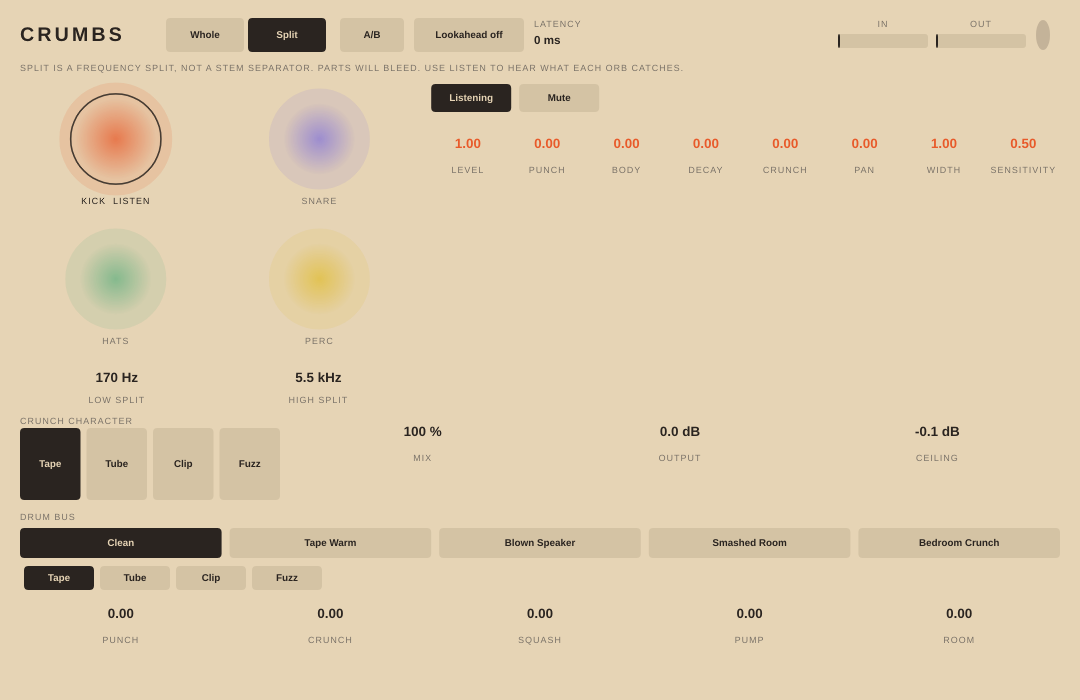 CRUMBS
Whole
Split
A/B
Lookahead off
LATENCY
0 ms
IN
OUT
SPLIT IS A FREQUENCY SPLIT, NOT A STEM SEPARATOR. PARTS WILL BLEED. USE LISTEN TO HEAR WHAT EACH ORB CATCHES.
KICK LISTEN
SNARE
Listening
Mute
1.00 0.00 0.00 0.00 0.00 0.00 1.00 0.50
LEVEL PUNCH BODY DECAY CRUNCH PAN WIDTH SENSITIVITY
HATS
PERC
170 Hz
5.5 kHz
LOW SPLIT
HIGH SPLIT
CRUNCH CHARACTER
Tape
Tube
Clip
Fuzz
100 %
0.0 dB
-0.1 dB
MIX
OUTPUT
CEILING
DRUM BUS
Clean
Tape Warm
Blown Speaker
Smashed Room
Bedroom Crunch
Tape
Tube
Clip
Fuzz
0.00 0.00 0.00 0.00 0.00
PUNCH CRUNCH SQUASH PUMP ROOM